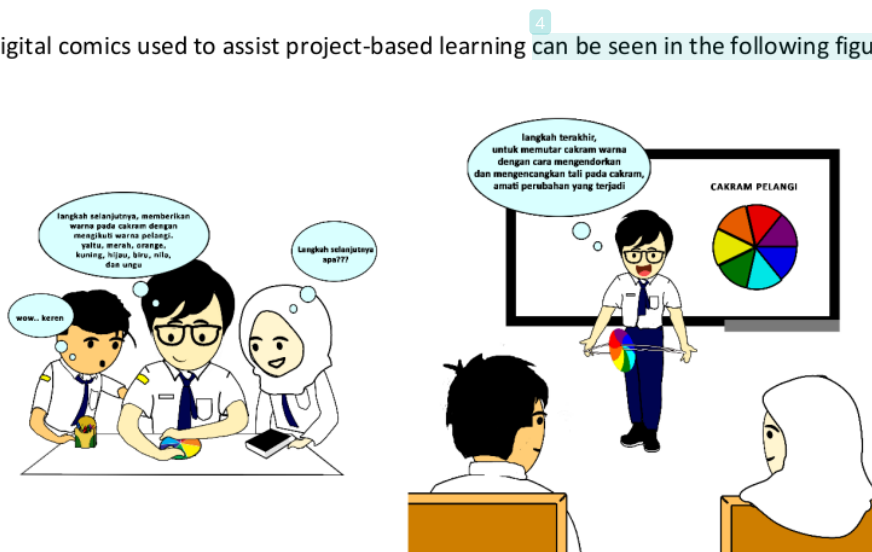 4
igital comics used to assist project-based learning can be seen in the following figu
langkah selanjutnya, memberikan
warna pada cakram dengan
mengikuti warna pelangi.
yaitu, merah, orange,
kuning, hijau, biru, nila,
dan ungu
wow.. keren
Langkah selanjutnya
apa???
langkah terakhir,
untuk memutar cakram warna
dengan cara mengendorkan
dan mengencangkan tali pada cakram,
amati perubahan yang terjadi
CAKRAM PELANGI